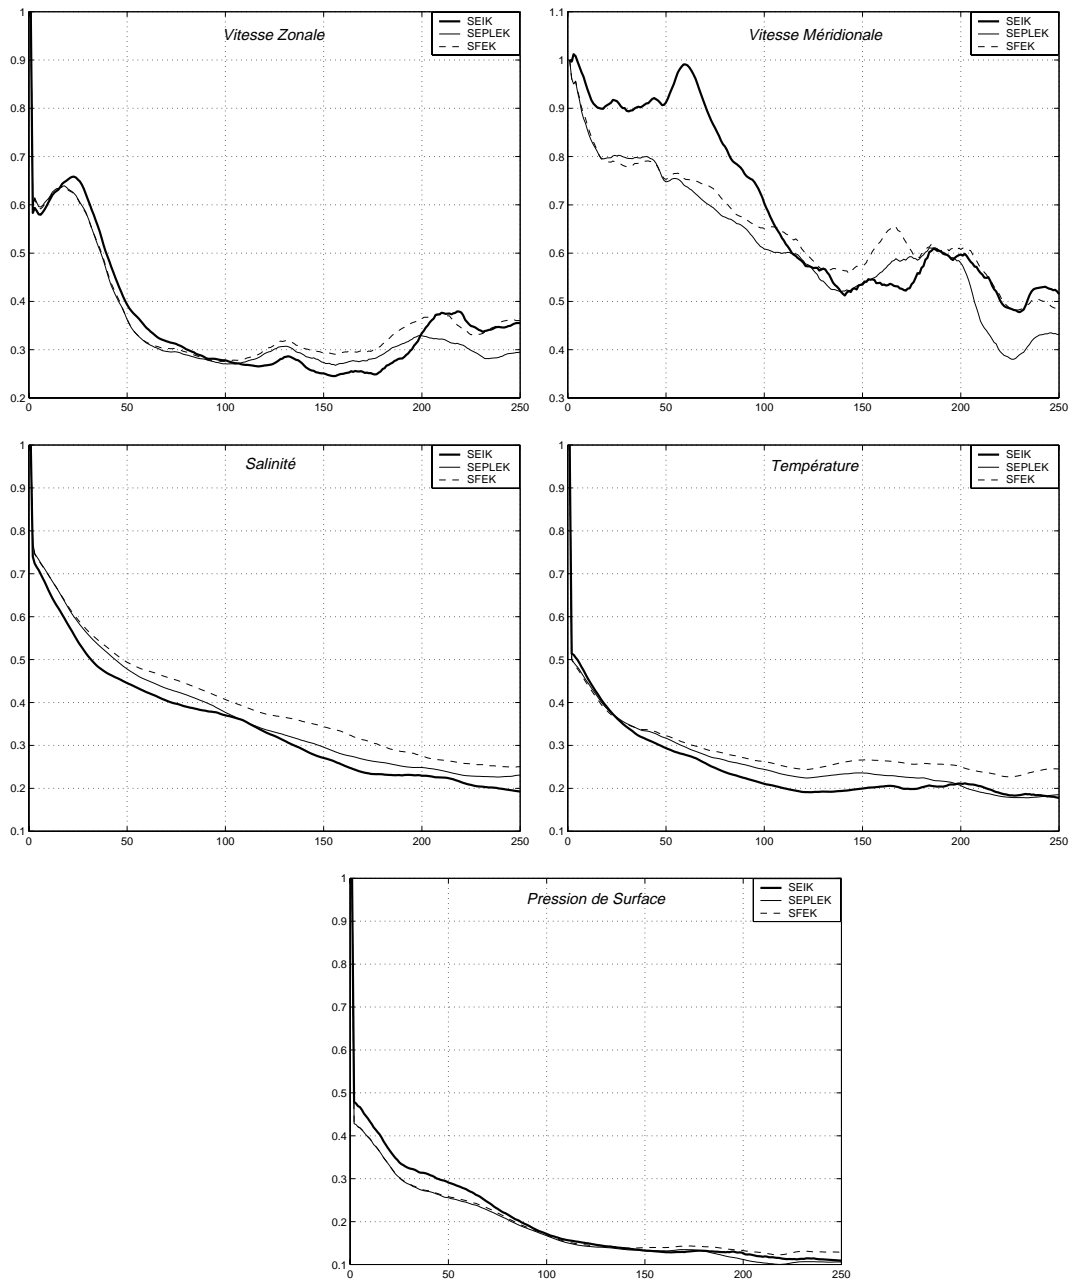 Vitesse Zonale
SEIK
SEPLEK
SFEK
1
0.9
0.8
0.7
0.6
0.5
0.4
0.3
0.2
0 50 100 150 200 250
Vitesse Méridionale
SEIK
SEPLEK
SFEK
1.1
1
0.9
0.8
0.7
0.6
0.5
0.4
0.3
0 50 100 150 200 250
Salinité
SEIK
SEPLEK
SFEK
1
0.9
0.8
0.7
0.6
0.5
0.4
0.3
0.2
0.1
0 50 100 150 200 250
Température
SEIK
SEPLEK
SFEK
1
0.9
0.8
0.7
0.6
0.5
0.4
0.3
0.2
0.1
0 50 100 150 200 250
Pression de Surface
SEIK
SEPLEK
SFEK
1
0.9
0.8
0.7
0.6
0.5
0.4
0.3
0.2
0.1
0 50 100 150 200 250